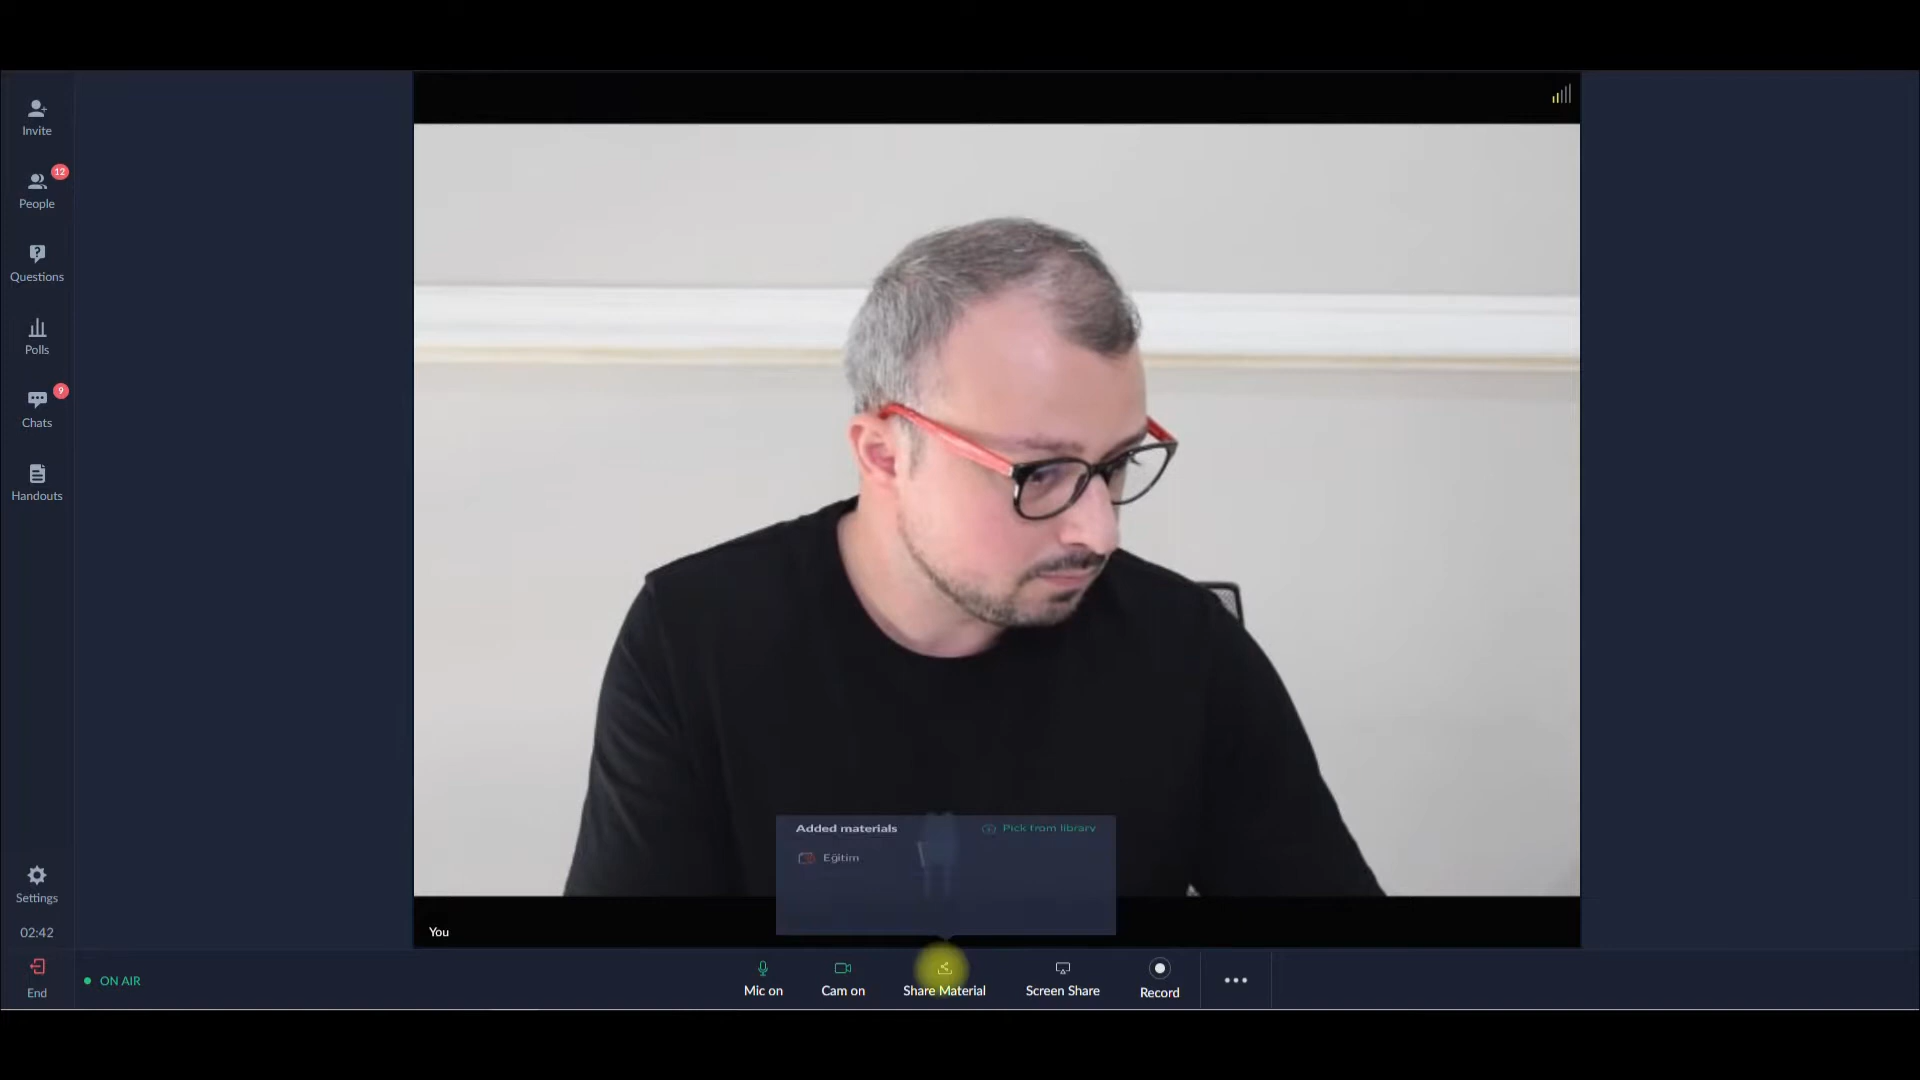 Invite
12
People
Questions
Polls
9
Chats
Handouts
Settings
02:42
End
ON AIR
You
Added materials
Pick from library
Eğitim
Mic on
Cam on
Share Material
Screen Share
Record